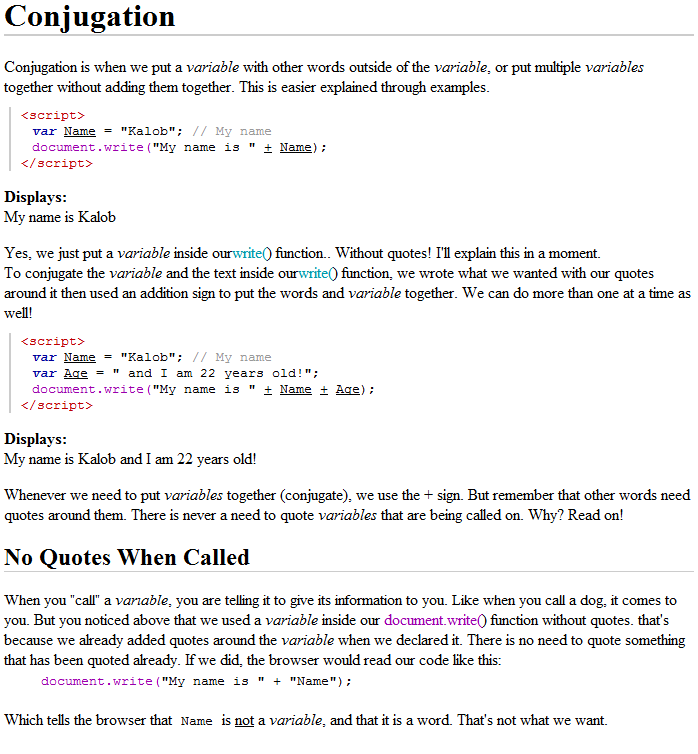 Conjugation
Conjugation is when we put a variable with other words outside of the variable, or put multiple variables
together without adding them together. This is easier explained through examples.
<script>
var Name = "Kalob"; // My name
document.write("My name is " + Name);
</script>
Displays:
My name is Kalob
Yes, we just put a variable inside ourwrite() function.. Without quotes! I'll explain this in a moment.
To conjugate the variable and the text inside ourwrite() function, we wrote what we wanted with our quotes
around it then used an addition sign to put the words and variable together. We can do more than one at a time as
well!
<script>
var Name = "Kalob"; // My name
var Age = " and I am 22 years old!";
document.write("My name is " + Name + Age);
</script>
Displays:
My name is Kalob and I am 22 years old!
Whenever we need to put variables together (conjugate), we use the + sign. But remember that other words need
quotes around them. There is never a need to quote variables that are being called on. Why? Read on!
No Quotes When Called
When you "call" a variable, you are telling it to give its information to you. Like when you call a dog, it comes to
you. But you noticed above that we used a variable inside our document.write() function without quotes. that's
because we already added quotes around the variable when we declared it. There is no need to quote something
that has been quoted already. If we did, the browser would read our code like this:
document.write("My name is " + "Name");
Which tells the browser that Name is not a variable, and that it is a word. That's not what we want.